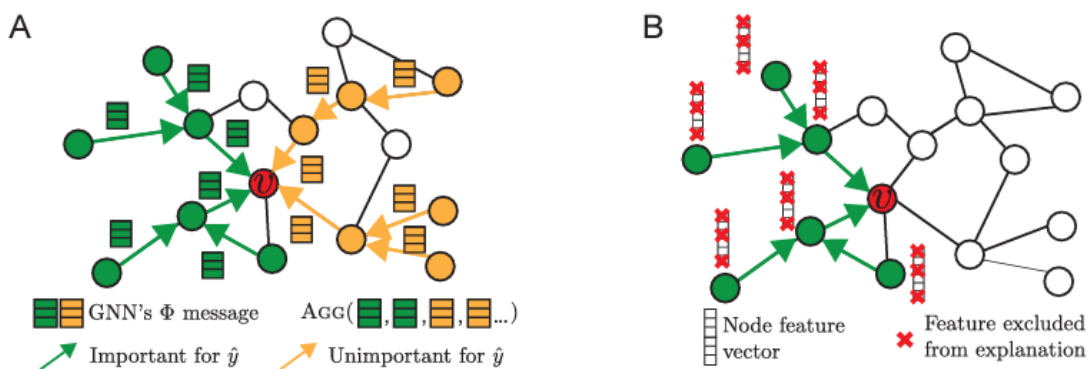 A
B
υ
υ
GNN's Φ message
AGG( , , , ...)
Important for ŷ
Unimportant for ŷ
Node feature
vector
Feature excluded
from explanation